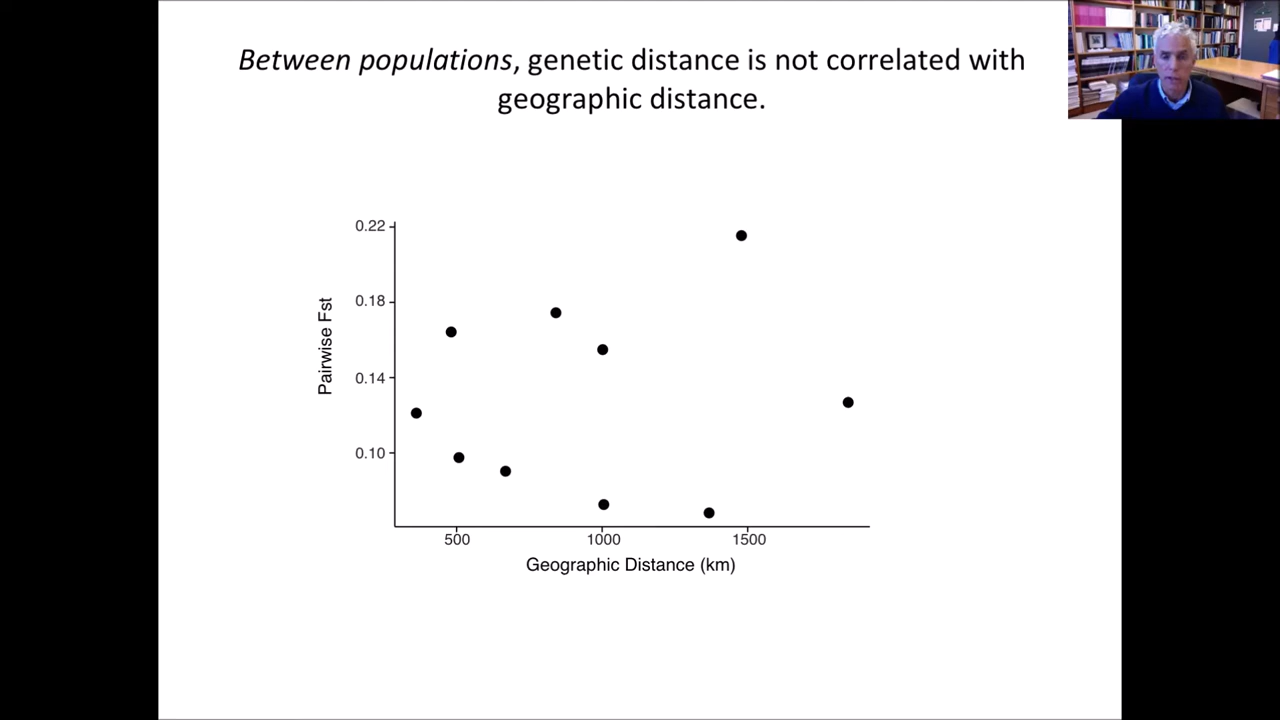 Between populations, genetic distance is not correlated with
geographic distance.
0.22
0.18
0.14
0.10
Pairwise Fst
500 1000 1500
Geographic Distance (km)